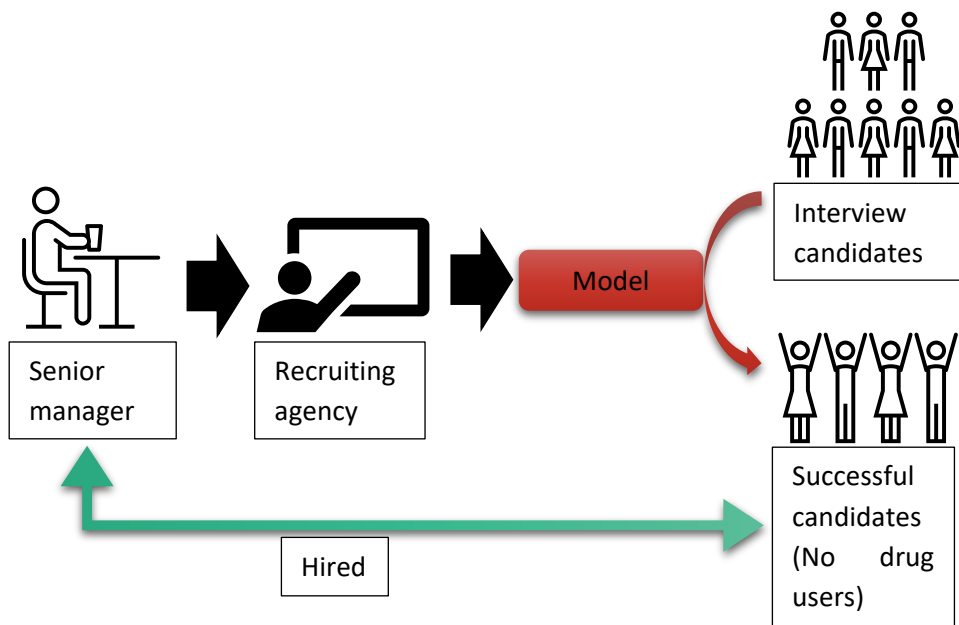 Interview
candidates
Model
Senior
manager
Recruiting
agency
Successful
candidates
(No drug
users)
Hired